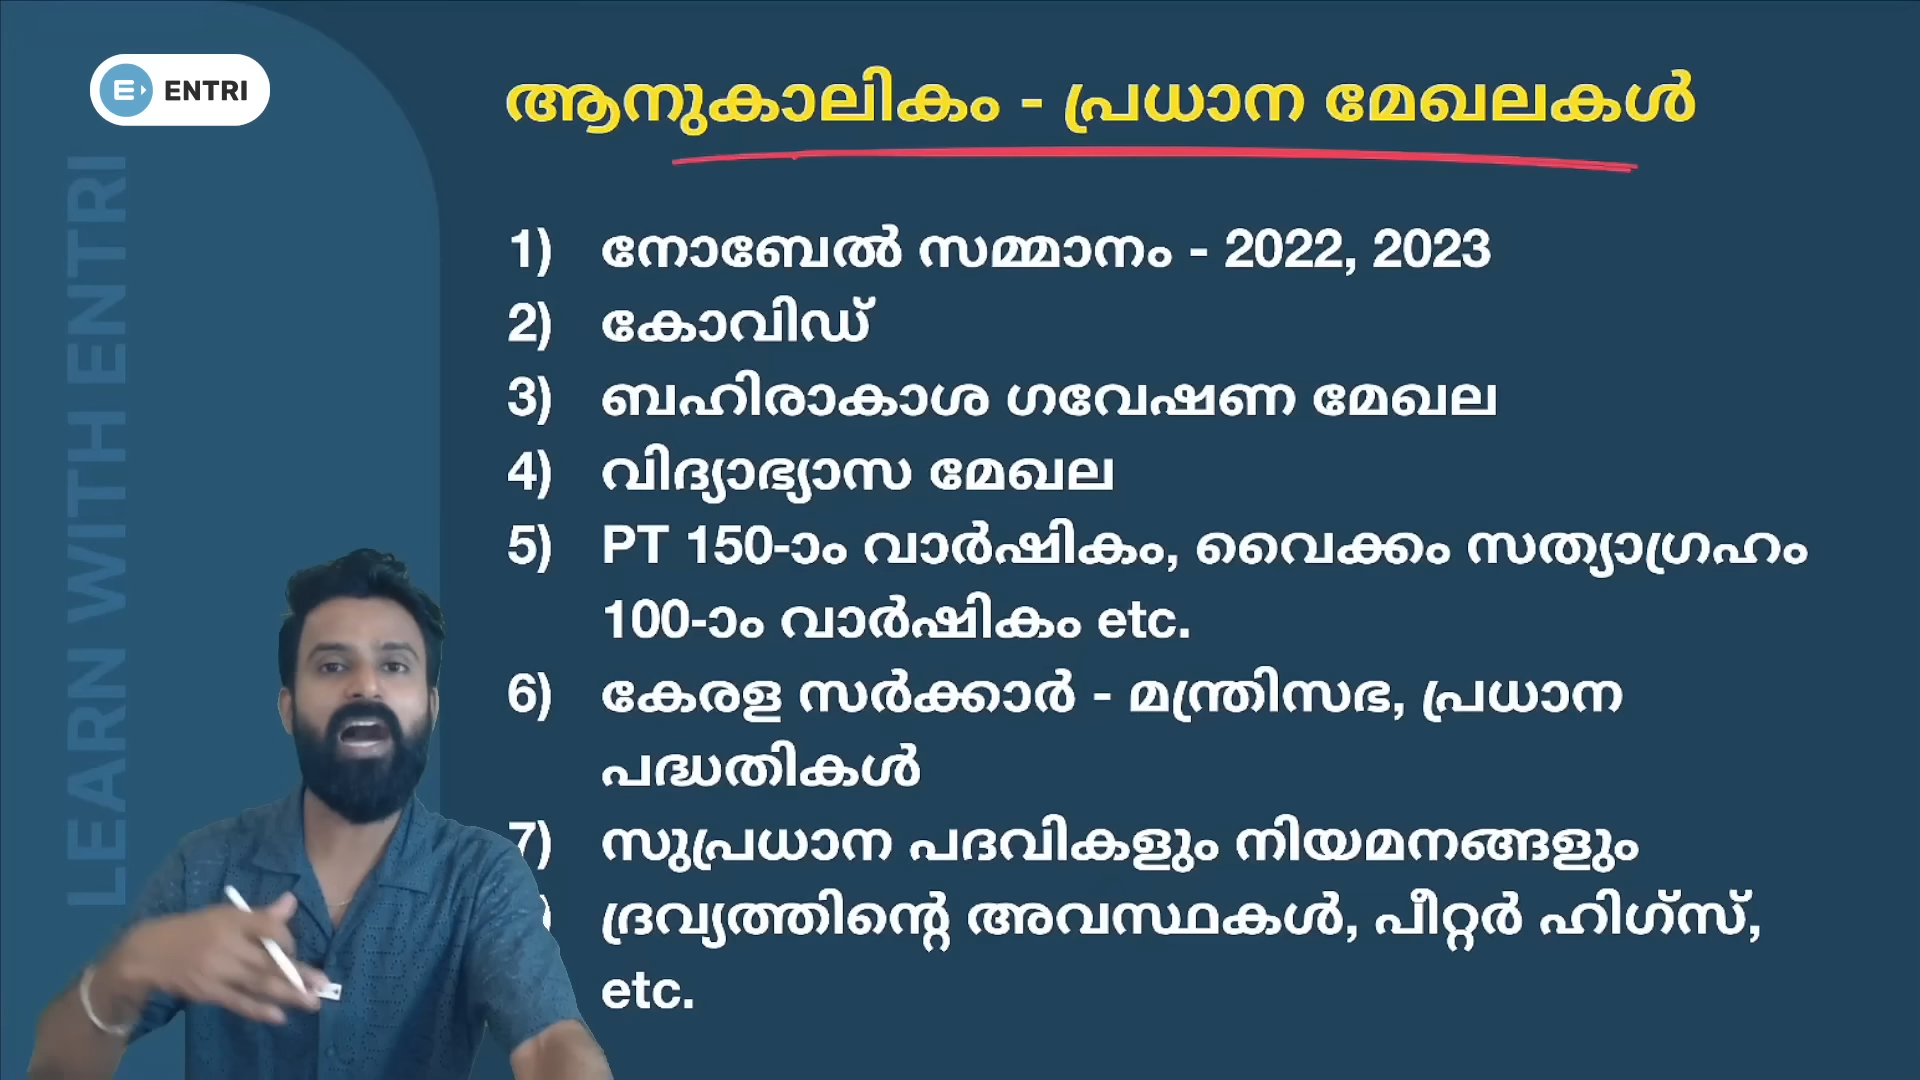 ENTRI
LEARN WITH ENTRI
ആനുകാലികം - പ്രധാന മേഖലകൾ
1) നോബേൽ സമ്മാനം - 2022, 2023
2) കോവിഡ്
3) ബഹിരാകാശ ഗവേഷണ മേഖല
4) വിദ്യാഭ്യാസ മേഖല
5) PT 150-ാം വാർഷികം, വൈക്കം സത്യാഗ്രഹം
100-ാം വാർഷികം etc.
6) കേരള സർക്കാർ - മന്ത്രിസഭ, പ്രധാന
പദ്ധതികൾ
7) സുപ്രധാന പദവികളും നിയമനങ്ങളും
ദ്രവ്യത്തിന്റെ അവസ്ഥകൾ, പീറ്റർ ഹിഗ്സ്,
etc.